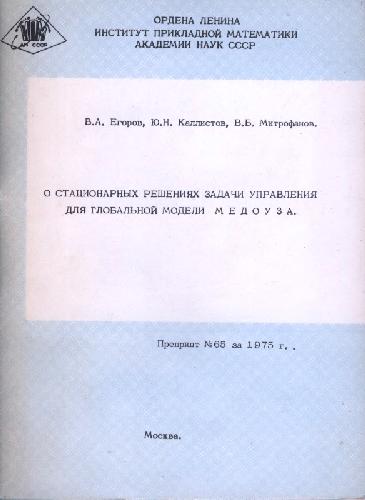 ОРДЕНА ЛЕНИНА
ИНСТИТУТ ПРИКЛАДНОЙ МАТЕМАТИКИ
АКАДЕМИИ НАУК СССР
АН СССР
В.А. Егоров, Ю.Н. Каллистов, В.Б. Митрофанов.
О СТАЦИОНАРНЫХ РЕШЕНИЯХ ЗАДАЧИ УПРАВЛЕНИЯ
ДЛЯ ГЛОБАЛЬНОЙ МОДЕЛИ М Е Д О У З А.
Препринт №65 за 1975 г. .
Москва.